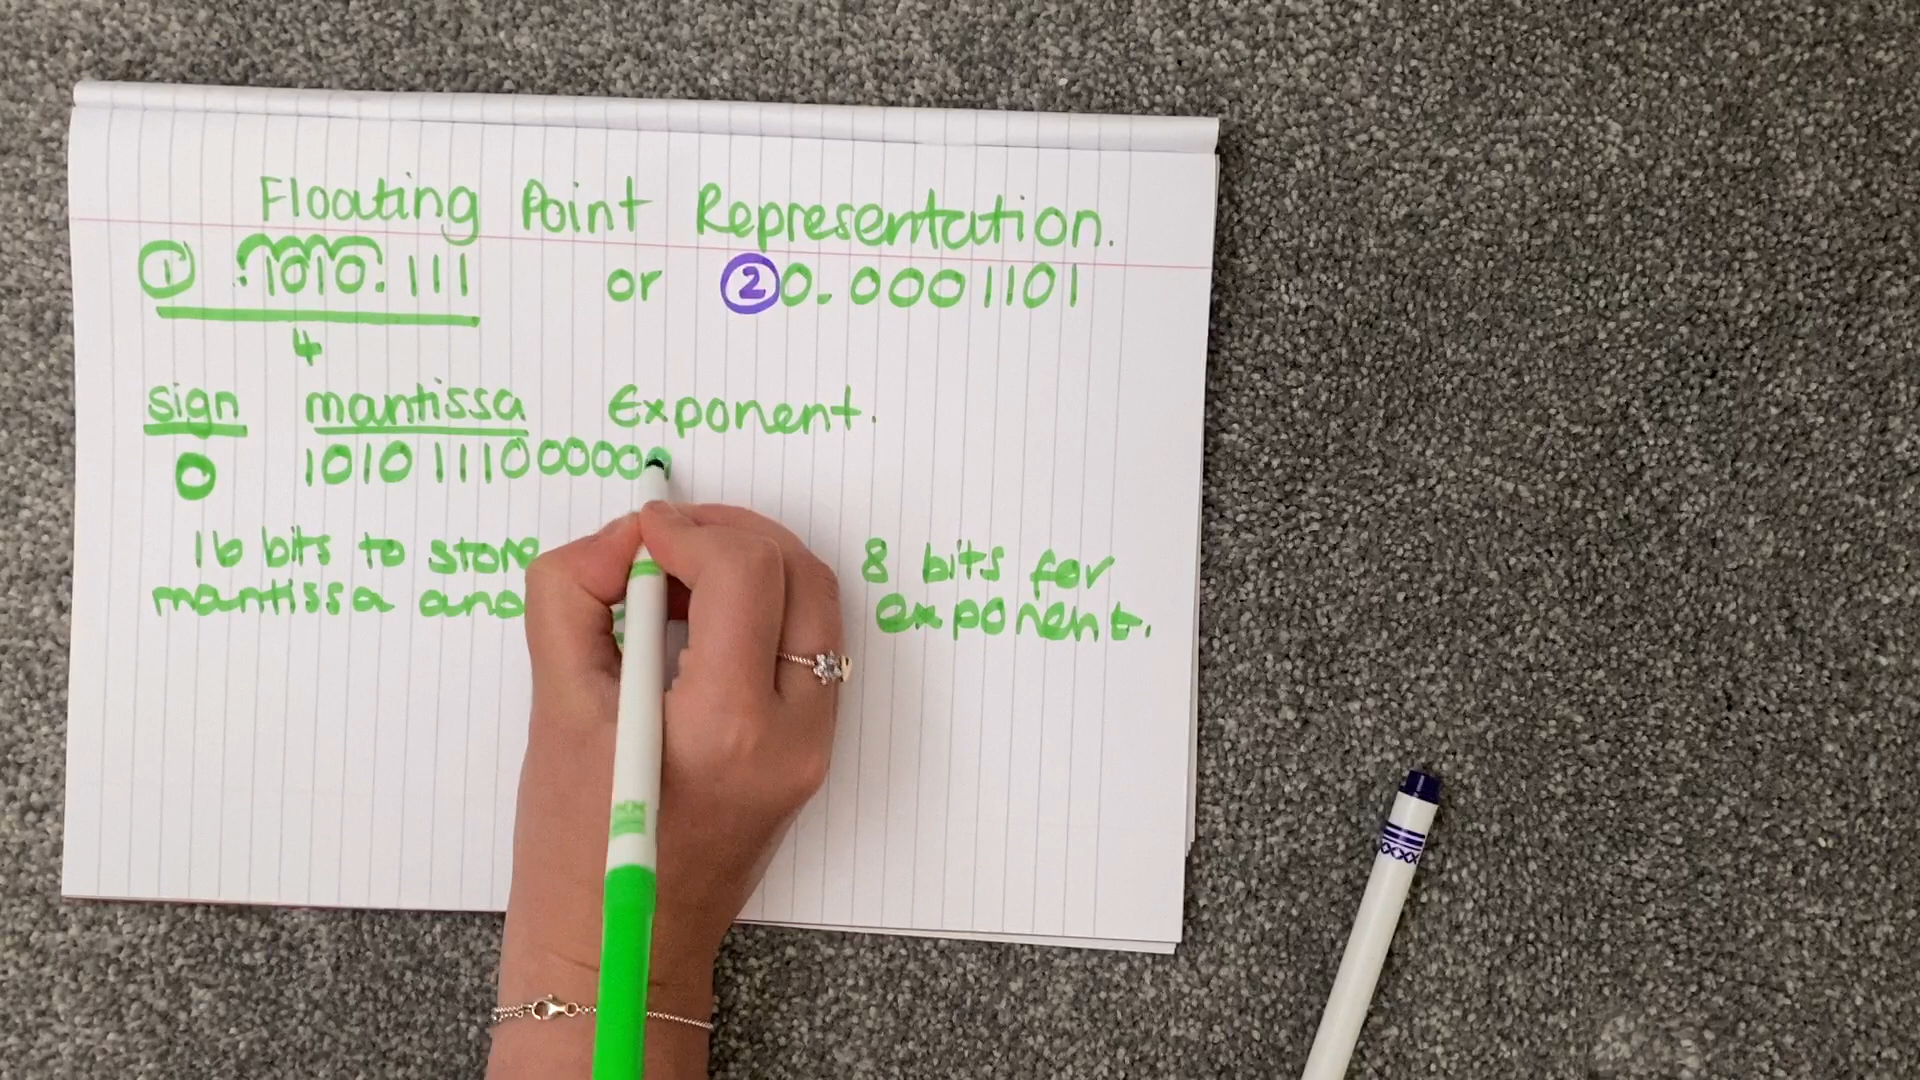 Floating Point Representation.
① .1010.111 or ② 0.0001101
4
sign mantissa Exponent.
0 1010111000000
16 bits to store 8 bits for
mantissa and exponent.